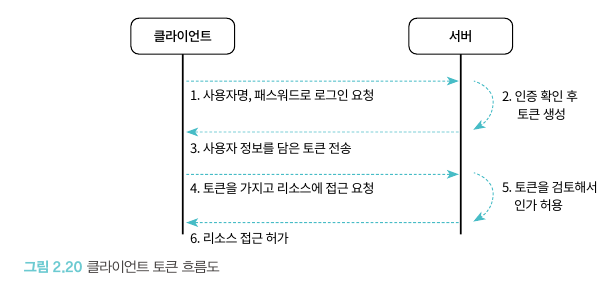 클라이언트
서버
1. 사용자명, 패스워드로 로그인 요청
2. 인증 확인 후
토큰 생성
3. 사용자 정보를 담은 토큰 전송
4. 토큰을 가지고 리소스에 접근 요청
5. 토큰을 검토해서
인가 허용
6. 리소스 접근 허가
그림 2.20 클라이언트 토큰 흐름도